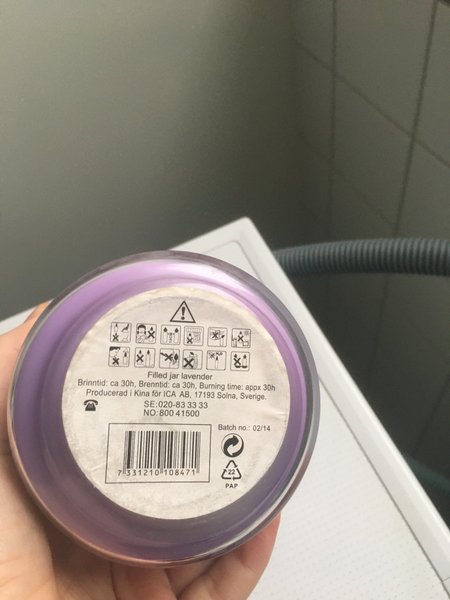 Filled jar lavender
Brinntid: ca 30h, Brenntid: ca 30h, Burning time: appx 30h
Producerad i Kina för ICA AB, 17193 Solna, Sverige.
SE:020-83 33 33
NO:800 41500
Batch no.: 02/14
7 331210 108471
22
PAP